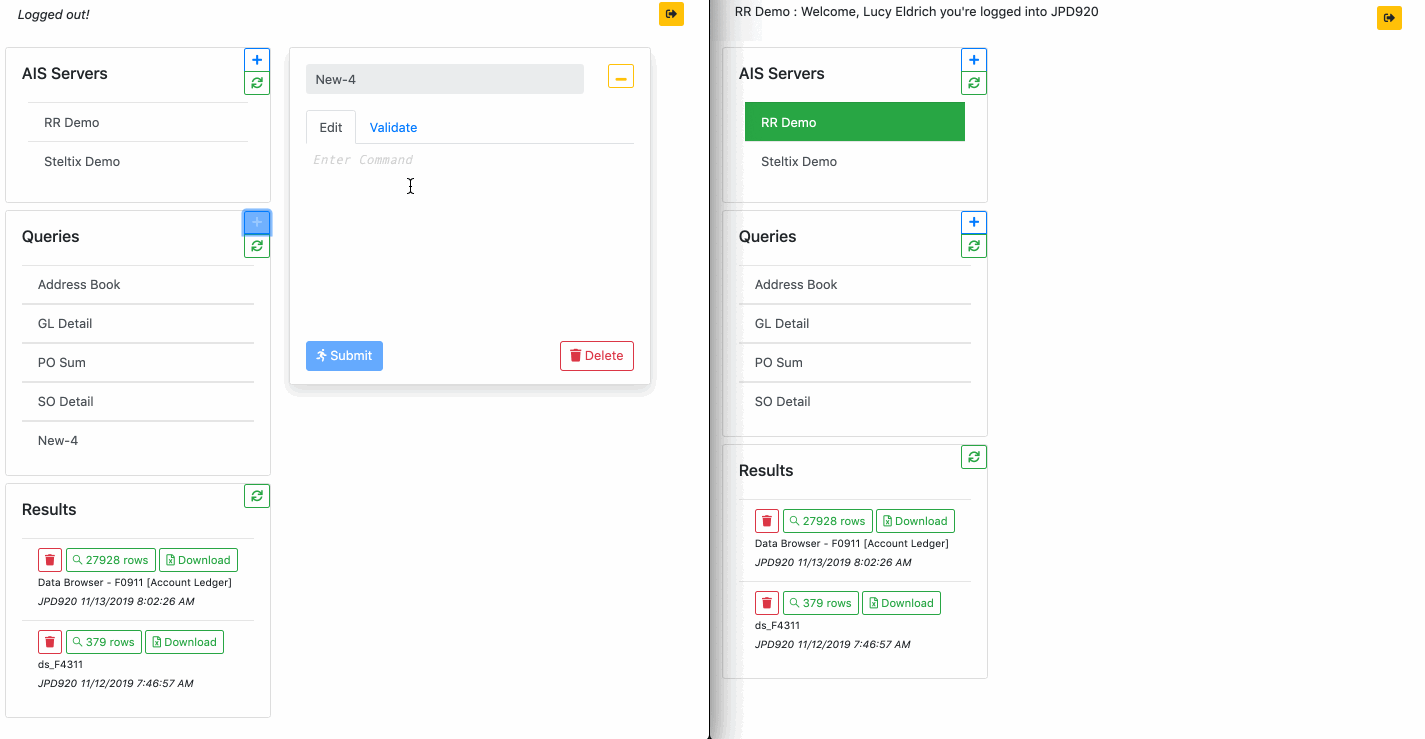 Logged out!
AIS Servers
RR Demo
Steltix Demo
Queries
Address Book
GL Detail
PO Sum
SO Detail
New-4
Results
27928 rows Download
Data Browser - F0911 [Account Ledger]
JPD920 11/13/2019 8:02:26 AM
379 rows Download
ds_F4311
JPD920 11/12/2019 7:46:57 AM
New-4
Edit Validate
Enter Command
Submit Delete
RR Demo : Welcome, Lucy Eldrich you're logged into JPD920
AIS Servers
RR Demo
Steltix Demo
Queries
Address Book
GL Detail
PO Sum
SO Detail
Results
27928 rows Download
Data Browser - F0911 [Account Ledger]
JPD920 11/13/2019 8:02:26 AM
379 rows Download
ds_F4311
JPD920 11/12/2019 7:46:57 AM